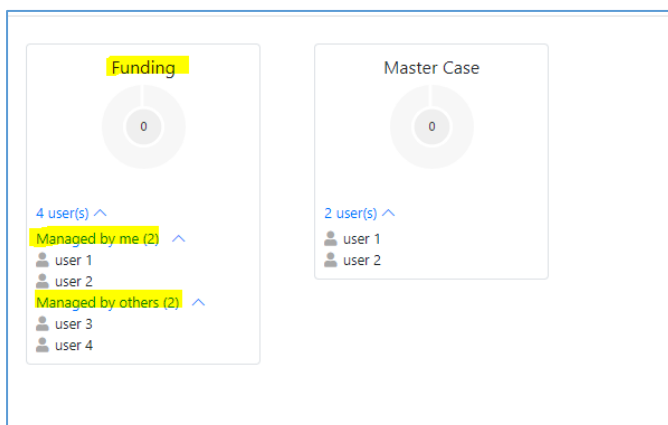 Funding
0
4 user(s)
Managed by me (2)
user 1
user 2
Managed by others (2)
user 3
user 4
Master Case
0
2 user(s)
user 1
user 2